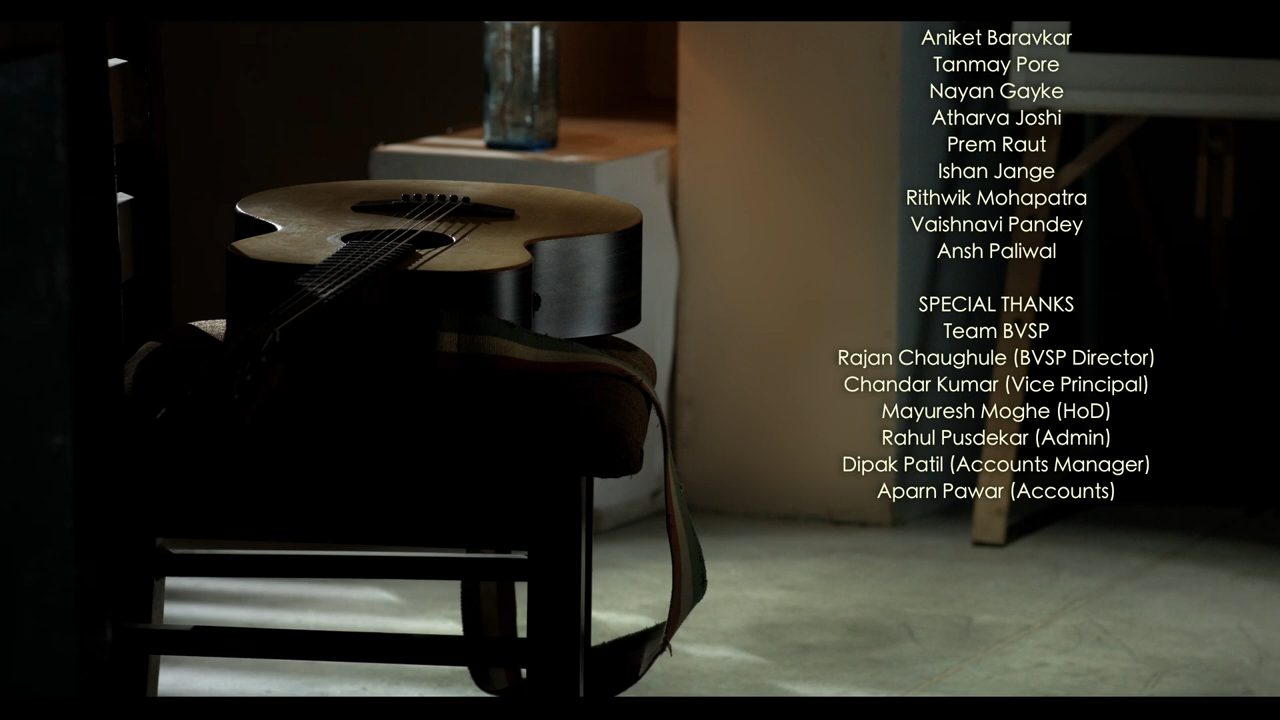 Aniket Baravkar
Tanmay Pore
Nayan Gayke
Atharva Joshi
Prem Raut
Ishan Jange
Rithwik Mohapatra
Vaishnavi Pandey
Ansh Paliwal
SPECIAL THANKS
Team BVSP
Rajan Chaughule (BVSP Director)
Chandar Kumar (Vice Principal)
Mayuresh Moghe (HoD)
Rahul Pusdekar (Admin)
Dipak Patil (Accounts Manager)
Aparn Pawar (Accounts)